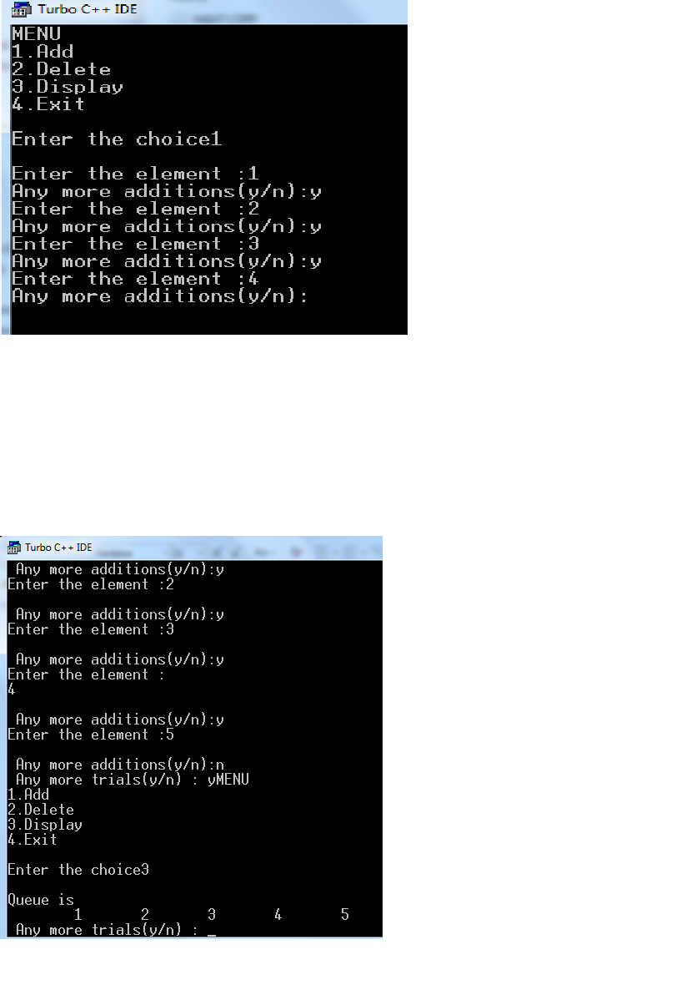 Turbo C++ IDE
MENU
1.Add
2.Delete
3.Display
4.Exit
Enter the choice1
Enter the element :1
Any more additions(y/n):y
Enter the element :2
Any more additions(y/n):y
Enter the element :3
Any more additions(y/n):y
Enter the element :4
Any more additions(y/n):
Turbo C++ IDE
Any more additions(y/n):y
Enter the element :2
Any more additions(y/n):y
Enter the element :3
Any more additions(y/n):y
Enter the element :
4
Any more additions(y/n):y
Enter the element :5
Any more additions(y/n):n
Any more trials(y/n) : yMENU
1.Add
2.Delete
3.Display
4.Exit
Enter the choice3
Queue is
1 2 3 4 5
Any more trials(y/n) : _